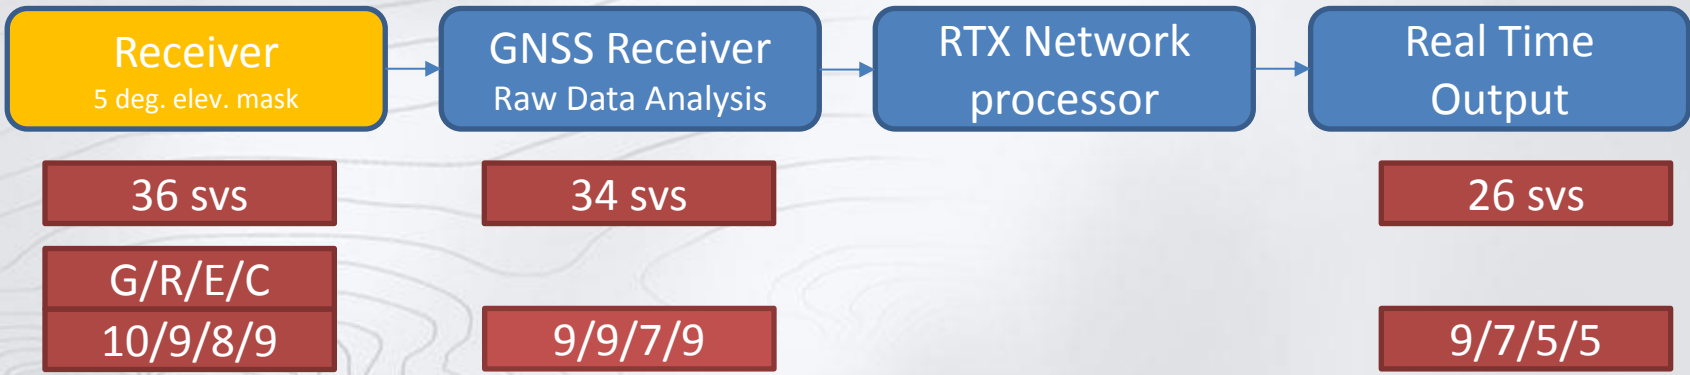 Receiver
5 deg. elev. mask
GNSS Receiver
Raw Data Analysis
RTX Network
processor
Real Time
Output
36 svs
34 svs
26 svs
G/R/E/C
10/9/8/9
9/9/7/9
9/7/5/5